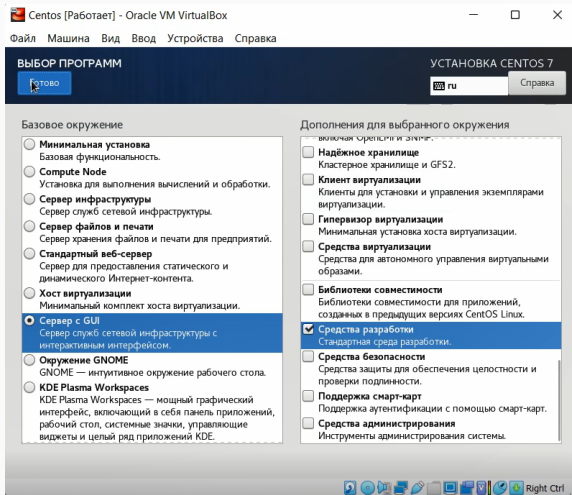 Centos [Работает] - Oracle VM VirtualBox
Файл Машина Вид Ввод Устройства Справка
ВЫБОР ПРОГРАММ
УСТАНОВКА CENTOS 7
Готово
ru
Справка
Базовое окружение
Минимальная установка
Базовая функциональность.
Compute Node
Установка для выполнения вычислений и обработки.
Сервер инфраструктуры
Сервер служб сетевой инфраструктуры.
Сервер файлов и печати
Сервер хранения файлов и печати для предприятий.
Стандартный веб-сервер
Сервер для предоставления статического и
динамического Интернет-контента.
Хост виртуализации
Минимальный комплект хоста виртуализации.
Сервер с GUI
Сервер служб сетевой инфраструктуры с
интерактивным интерфейсом.
Окружение GNOME
GNOME — интуитивное окружение рабочего стола.
KDE Plasma Workspaces
KDE Plasma Workspaces — мощный графический
интерфейс, включающий в себя панель приложений,
рабочий стол, системные значки, управляющие
виджеты и целый ряд приложений KDE.
Дополнения для выбранного окружения
включая OpenLMI и SNMP.
Надёжное хранилище
Кластерное хранилище и GFS2.
Клиент виртуализации
Клиенты для установки и управления экземплярами
виртуализации.
Гипервизор виртуализации
Минимальная установка хоста виртуализации.
Средства виртуализации
Средства для автономного управления виртуальными
образами.
Библиотеки совместимости
Библиотеки совместимости для приложений,
созданных в предыдущих версиях CentOS Linux.
Средства разработки
Стандартная среда разработки.
Средства безопасности
Средства защиты для обеспечения целостности и
проверки подлинности.
Поддержка смарт-карт
Поддержка аутентификации с помощью смарт-карт.
Средства администрирования
Инструменты администрирования системы.
Right Ctrl